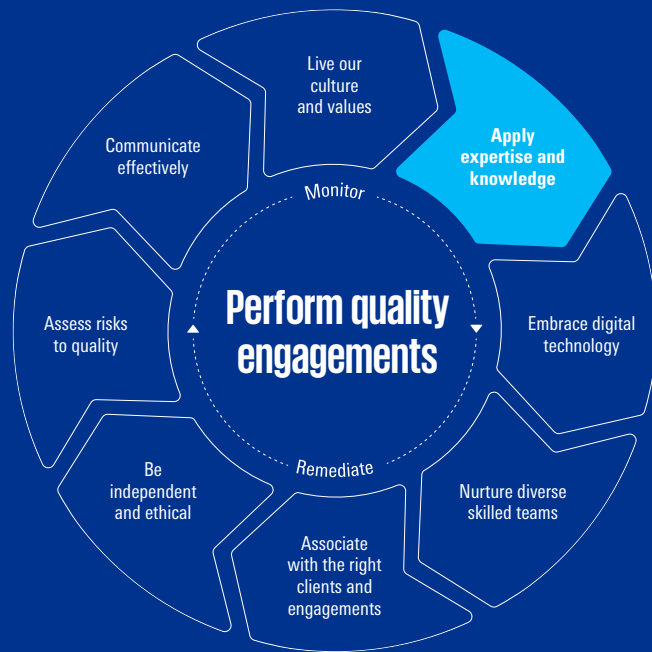 Live our
culture
and values
Apply
expertise and
knowledge
Embrace digital
technology
Nurture diverse
skilled teams
Associate
with the right
clients and
engagements
Be
independent
and ethical
Assess risks
to quality
Communicate
effectively
Monitor
Perform quality
engagements
Remediate